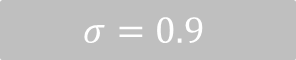 σ = 0.9